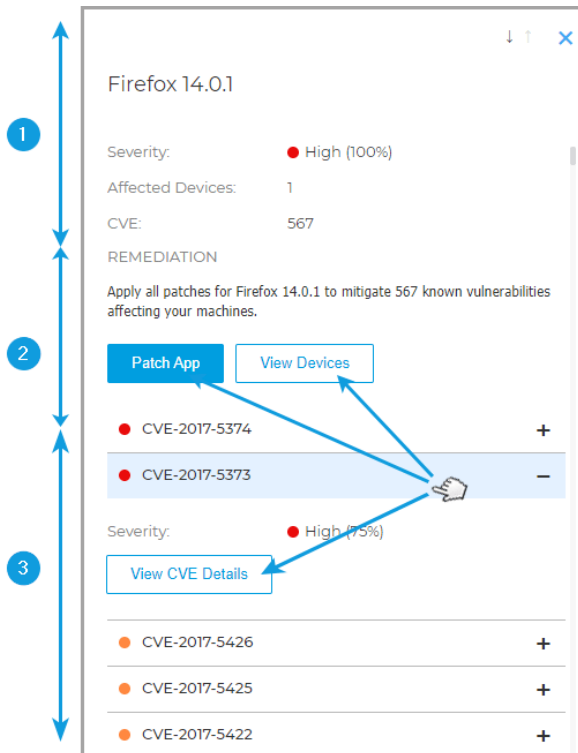 Firefox 14.0.1
1
Severity: High (100%)
Affected Devices: 1
CVE: 567
REMEDIATION
Apply all patches for Firefox 14.0.1 to mitigate 567 known vulnerabilities
affecting your machines.
2
Patch App View Devices
CVE-2017-5374 +
CVE-2017-5373 −
Severity: High (75%)
3
View CVE Details
CVE-2017-5426 +
CVE-2017-5425 +
CVE-2017-5422 +